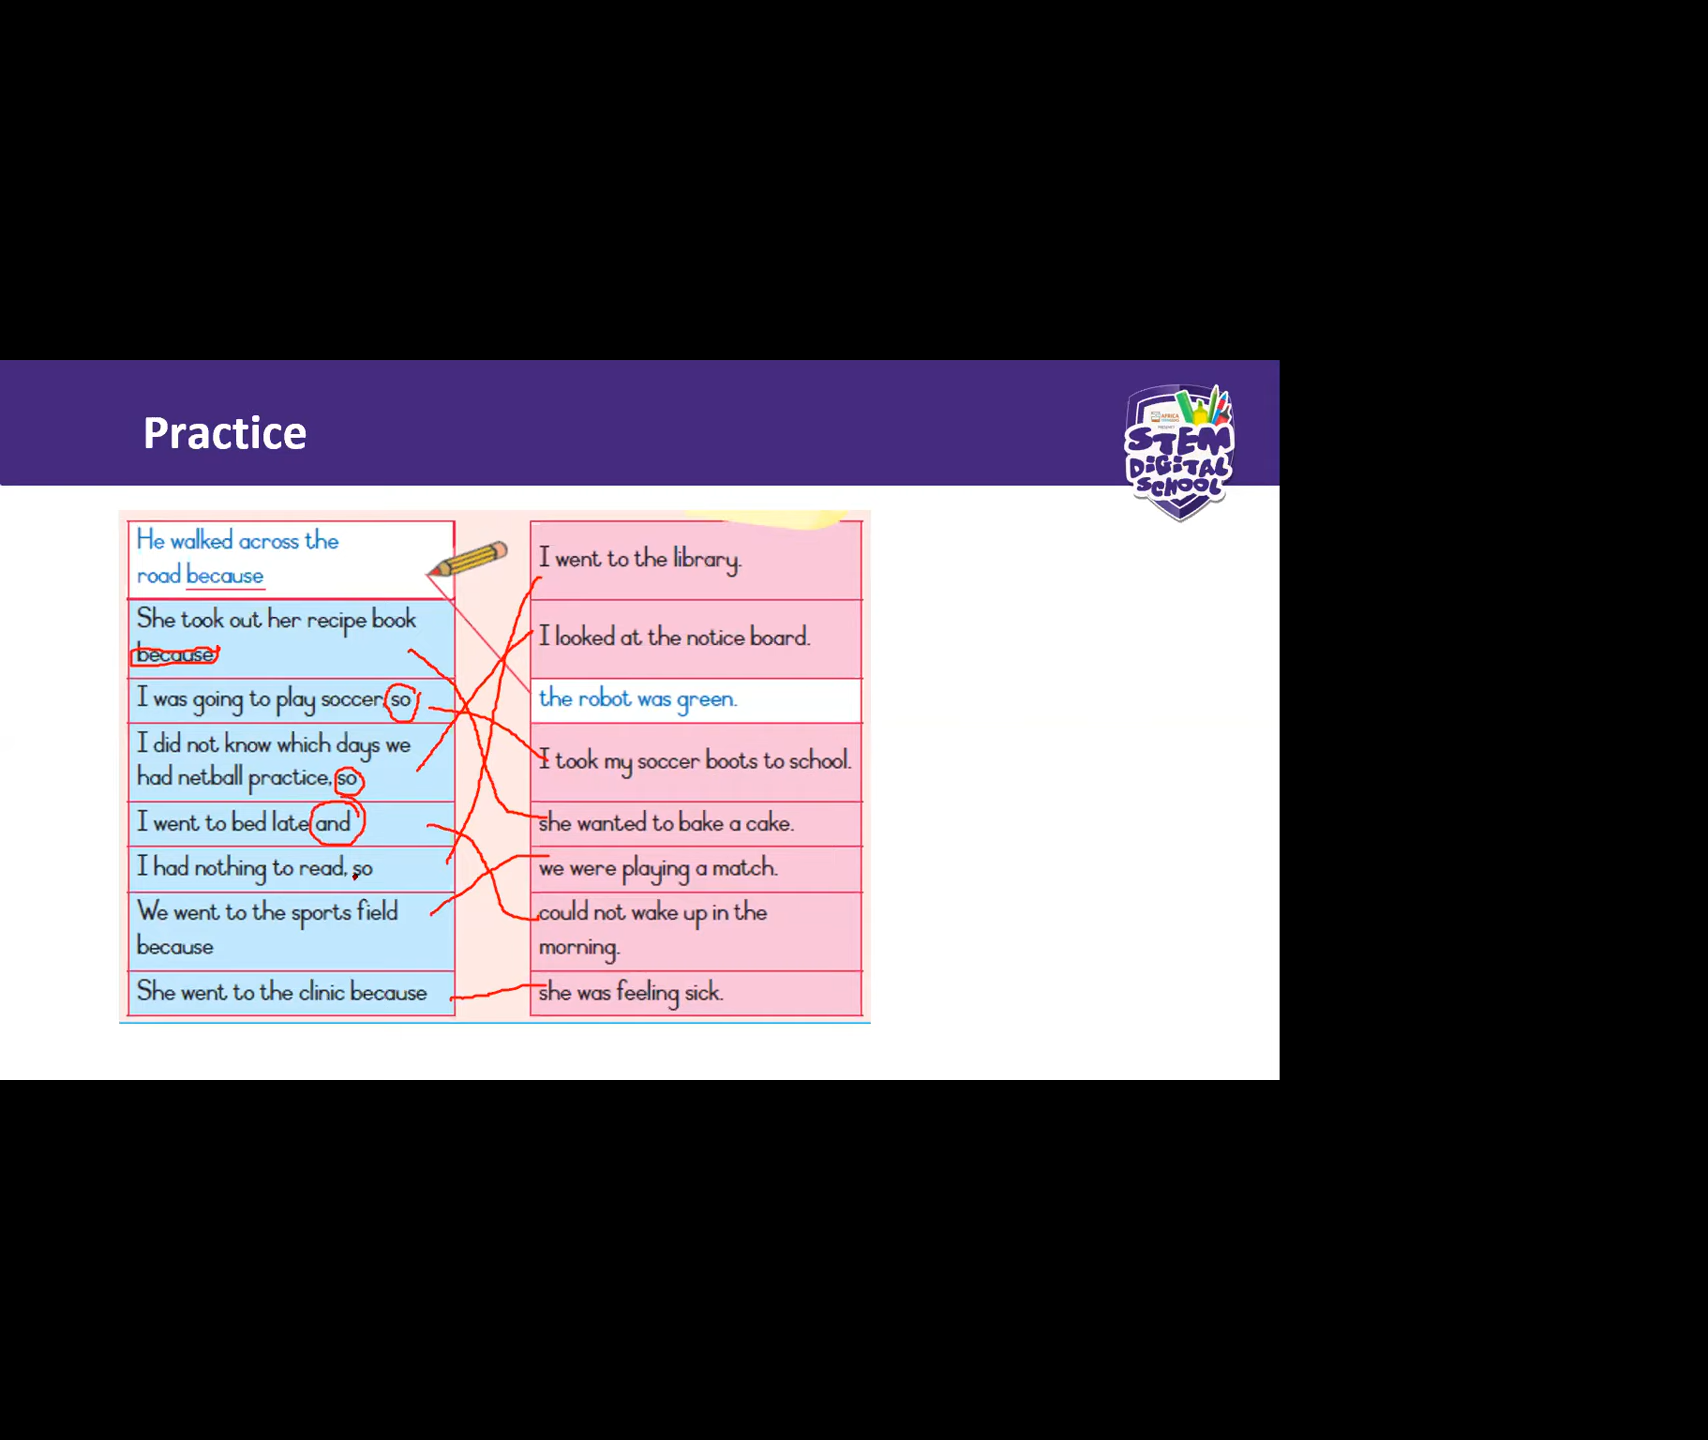 Practice
STEM
DIGITAL
SCHOOL
He walked across the
road because
She took out her recipe book
because
I was going to play soccer, so
I did not know which days we
had netball practice, so
I went to bed late and
I had nothing to read, so
We went to the sports field
because
She went to the clinic because
I went to the library.
I looked at the notice board.
the robot was green.
I took my soccer boots to school.
she wanted to bake a cake.
we were playing a match.
could not wake up in the
morning.
she was feeling sick.